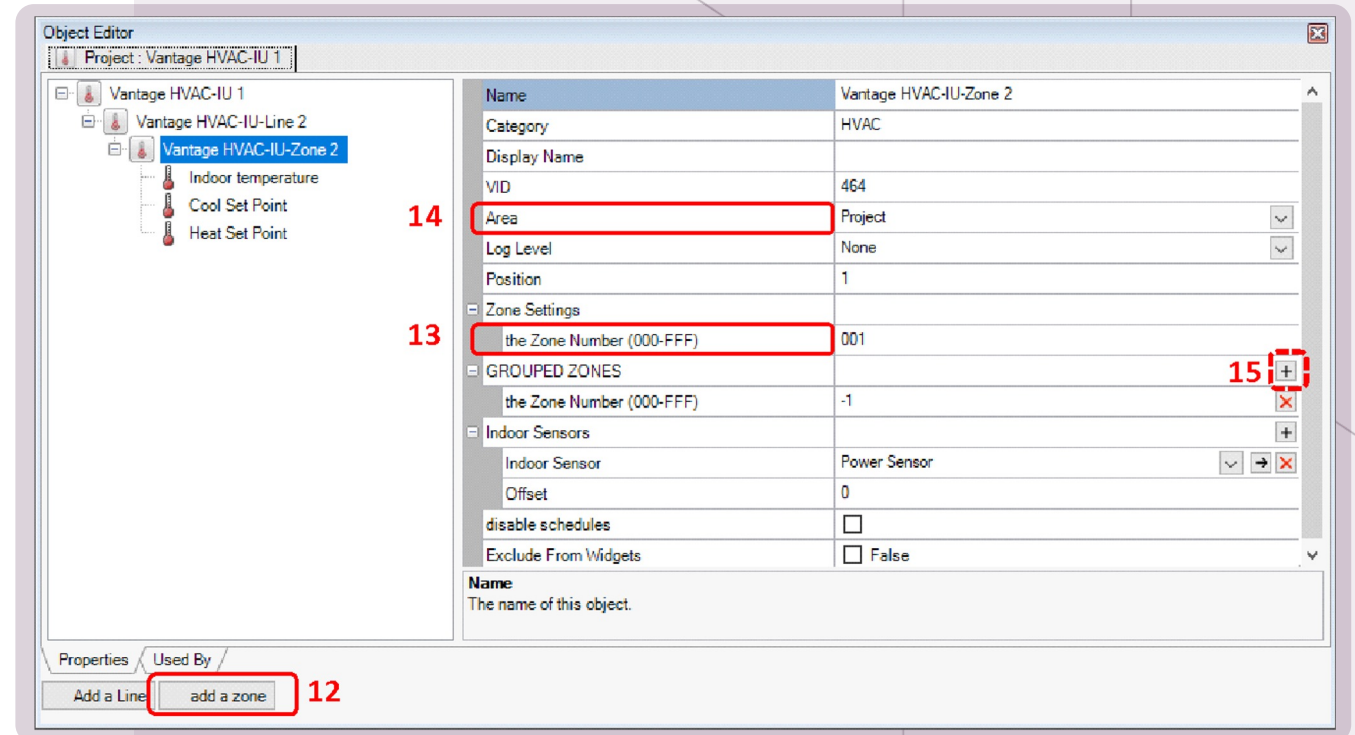 Object Editor
Project : Vantage HVAC-IU 1
Vantage HVAC-IU 1
Vantage HVAC-IU-Line 2
Vantage HVAC-IU-Zone 2
Indoor temperature
Cool Set Point
Heat Set Point
Name Vantage HVAC-IU-Zone 2
Category HVAC
Display Name
VID 464
14 Area Project
Log Level None
Position 1
Zone Settings
13 the Zone Number (000-FFF) 001
GROUPED ZONES 15 +
the Zone Number (000-FFF) -1
Indoor Sensors +
Indoor Sensor Power Sensor
Offset 0
disable schedules
Exclude From Widgets False
Name
The name of this object.
Properties Used By
Add a Line add a zone 12